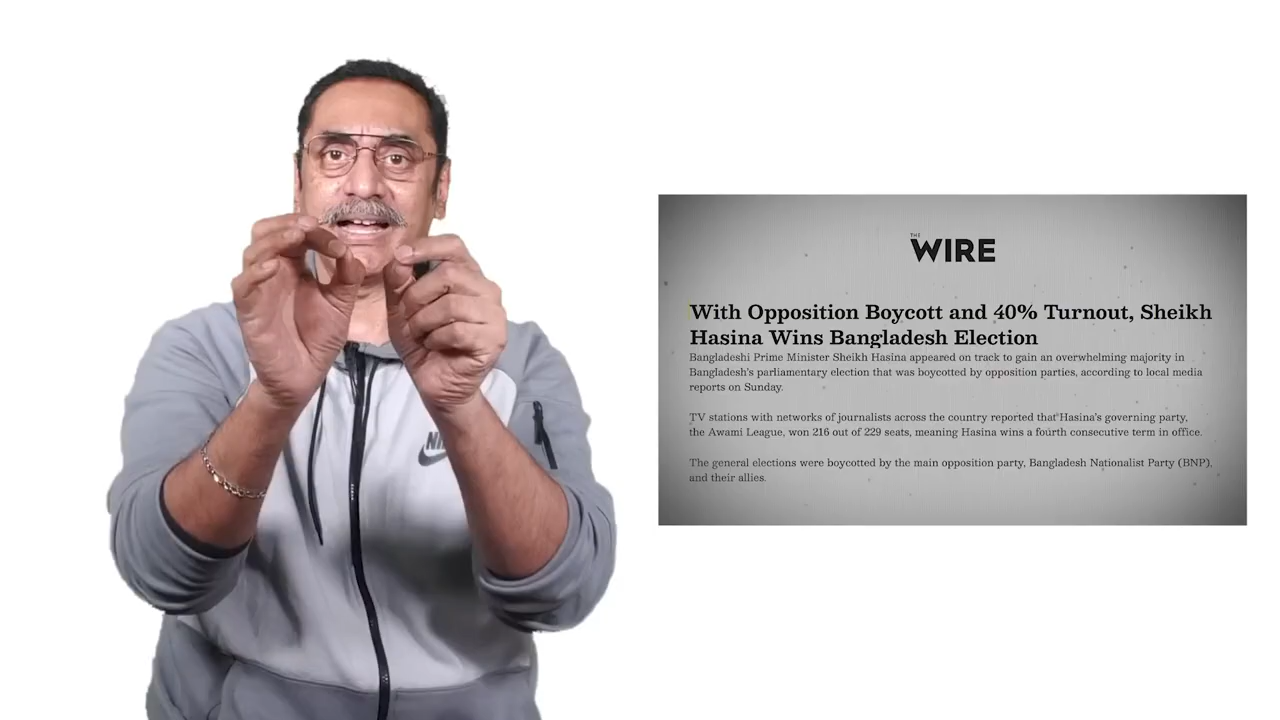 THE
WIRE
With Opposition Boycott and 40% Turnout, Sheikh
Hasina Wins Bangladesh Election
Bangladeshi Prime Minister Sheikh Hasina appeared on track to gain an overwhelming majority in
Bangladesh's parliamentary election that was boycotted by opposition parties, according to local media
reports on Sunday.
TV stations with networks of journalists across the country reported that Hasina's governing party,
the Awami League, won 216 out of 229 seats, meaning Hasina wins a fourth consecutive term in office.
The general elections were boycotted by the main opposition party, Bangladesh Nationalist Party (BNP),
and their allies.